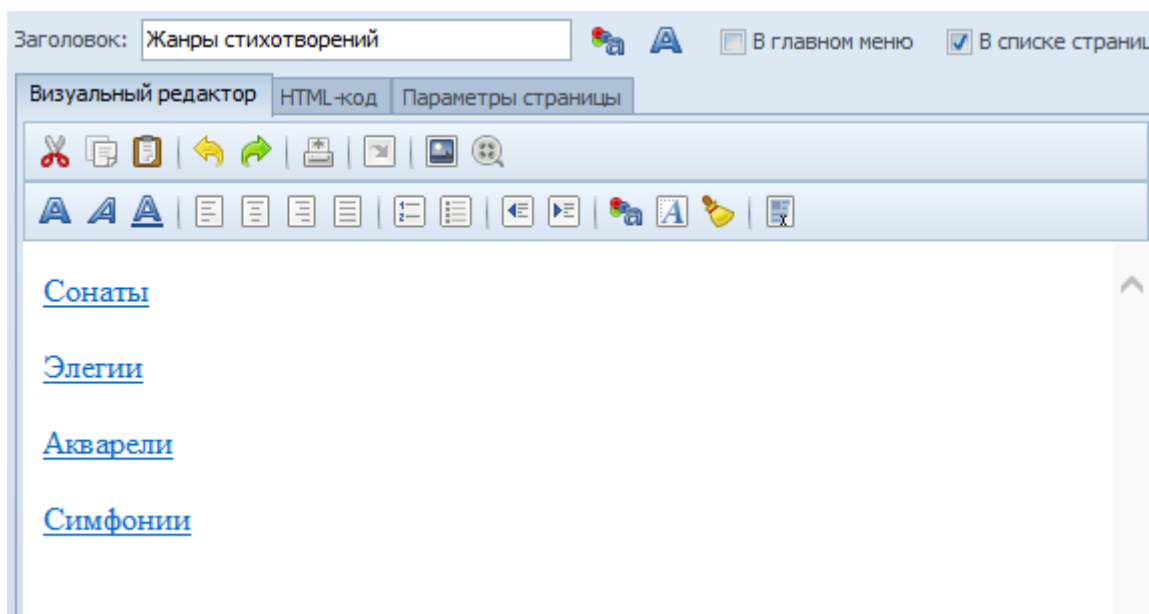 Заголовок: Жанры стихотворений В главном меню В списке страниц
Визуальный редактор HTML-код Параметры страницы
Сонаты
Элегии
Акварели
Симфонии